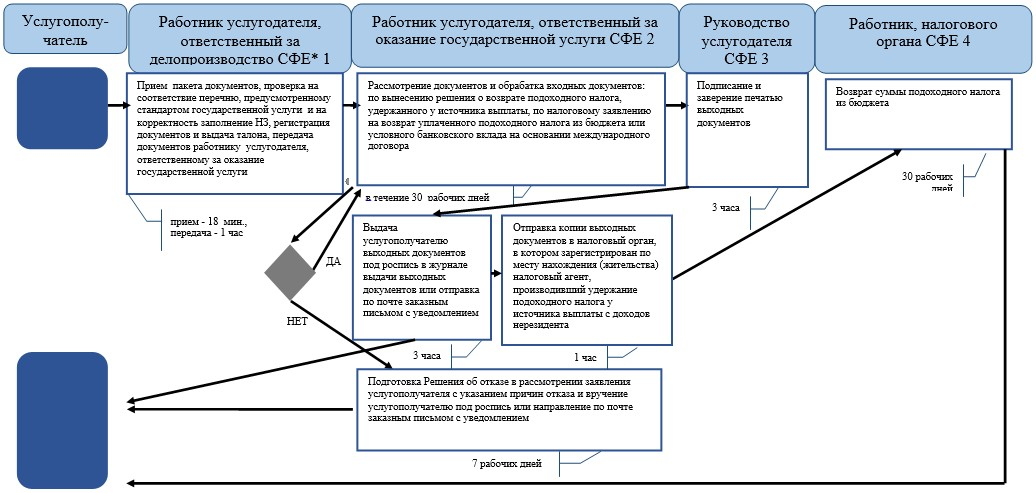 Услугополу-
чатель
Работник услугодателя,
ответственный за
делопроизводство СФЕ* 1
Работник услугодателя, ответственный за
оказание государственной услуги СФЕ 2
Руководство
услугодателя
СФЕ 3
Работник, налогового
органа СФЕ 4
Прием пакета документов, проверка на
соответствие перечню, предусмотренному
стандартом государственной услуги и на
корректность заполнение НЗ, регистрация
документов и выдача талона, передача
документов работнику услугодателя,
ответственному за оказание
государственной услуги
прием - 18 мин.,
передача - 1 час
Рассмотрение документов и обрабатка входных документов:
по вынесению решения о возврате подоходного налога,
удержанного у источника выплаты, по налоговому заявлению
на возврат уплаченного подоходного налога из бюджета или
условного банковского вклада на основании международного
договора
в течение 30 рабочих дней
Подписание и
заверение печатью
выходных
документов
3 часа
Возврат суммы подоходного налога
из бюджета
30 рабочих
дней
ДА
НЕТ
Выдача
услугополучателю
выходных документов
под роспись в журнале
выдачи выходных
документов или отправка
по почте заказным
письмом с уведомлением
3 часа
Отправка копии выходных
документов в налоговый орган,
в котором зарегистрирован по
месту нахождения (жительства)
налоговый агент,
производивший удержание
подоходного налога у
источника выплаты с доходов
нерезидента
1 час
Подготовка Решения об отказе в рассмотрении заявления
услугополучателя с указанием причин отказа и вручение
услугополучателю под роспись или направление по почте
заказным письмом с уведомлением
7 рабочих дней